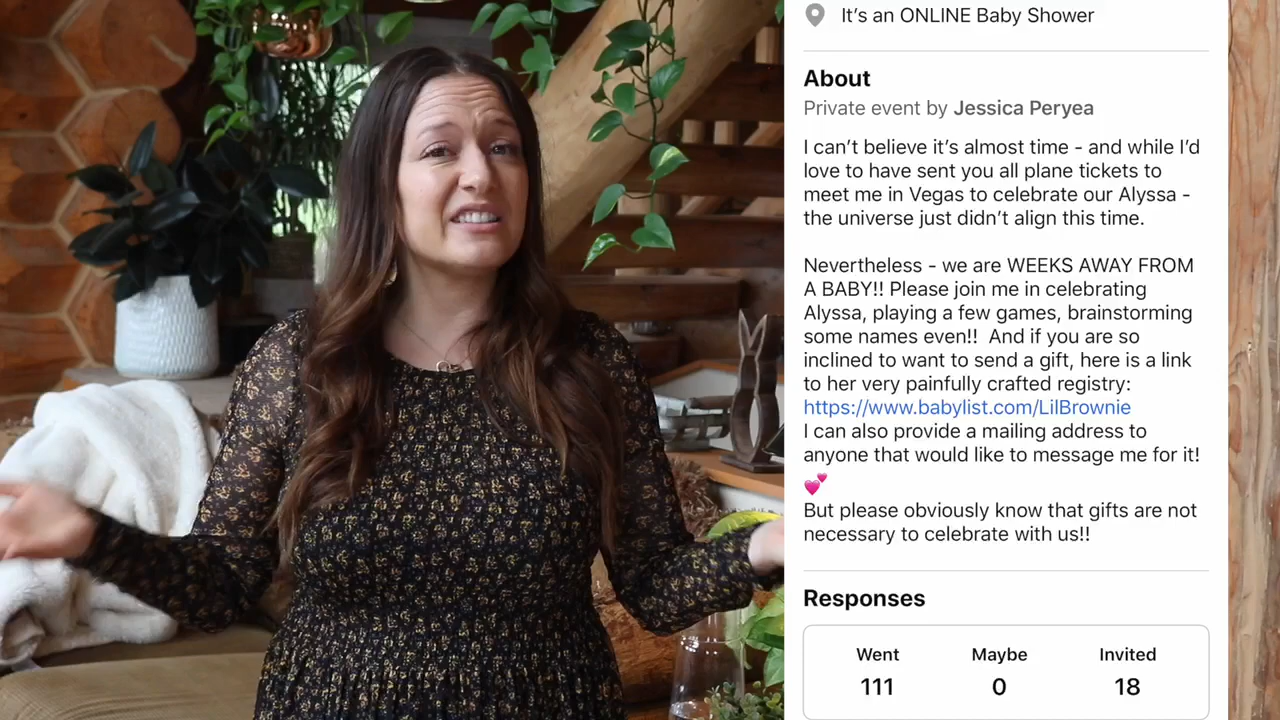 It’s an ONLINE Baby Shower
About
Private event by Jessica Peryea
I can’t believe it’s almost time - and while I’d
love to have sent you all plane tickets to
meet me in Vegas to celebrate our Alyssa -
the universe just didn’t align this time.
Nevertheless - we are WEEKS AWAY FROM
A BABY!! Please join me in celebrating
Alyssa, playing a few games, brainstorming
some names even!!  And if you are so
inclined to want to send a gift, here is a link
to her very painfully crafted registry:
https://www.babylist.com/LilBrownie
I can also provide a mailing address to
anyone that would like to message me for it!
💕
But please obviously know that gifts are not
necessary to celebrate with us!!
Responses
Went Maybe Invited
111 0 18